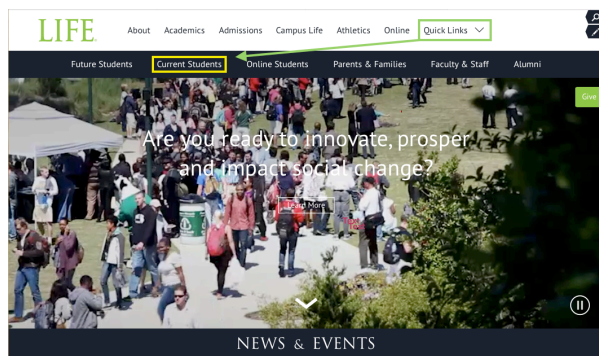 LIFE
About Academics Admissions Campus Life Athletics Online Quick Links
Future Students Current Students Online Students Parents & Families Faculty & Staff Alumni
Give
Are you ready to innovate, prosper
and impact social change?
Learn More
NEWS & EVENTS